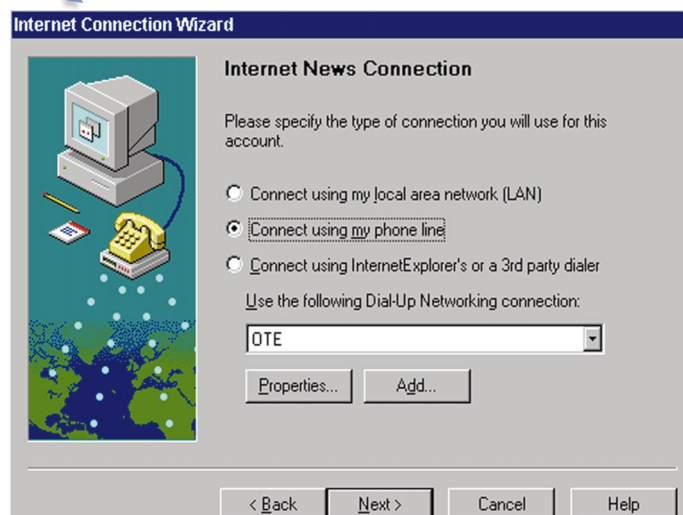 Internet Connection Wizard
Internet News Connection
Please specify the type of connection you will use for this
account.
Connect using my local area network (LAN)
Connect using my phone line
Connect using InternetExplorer's or a 3rd party dialer
Use the following Dial-Up Networking connection:
OTE
Properties... Add...
< Back Next > Cancel Help